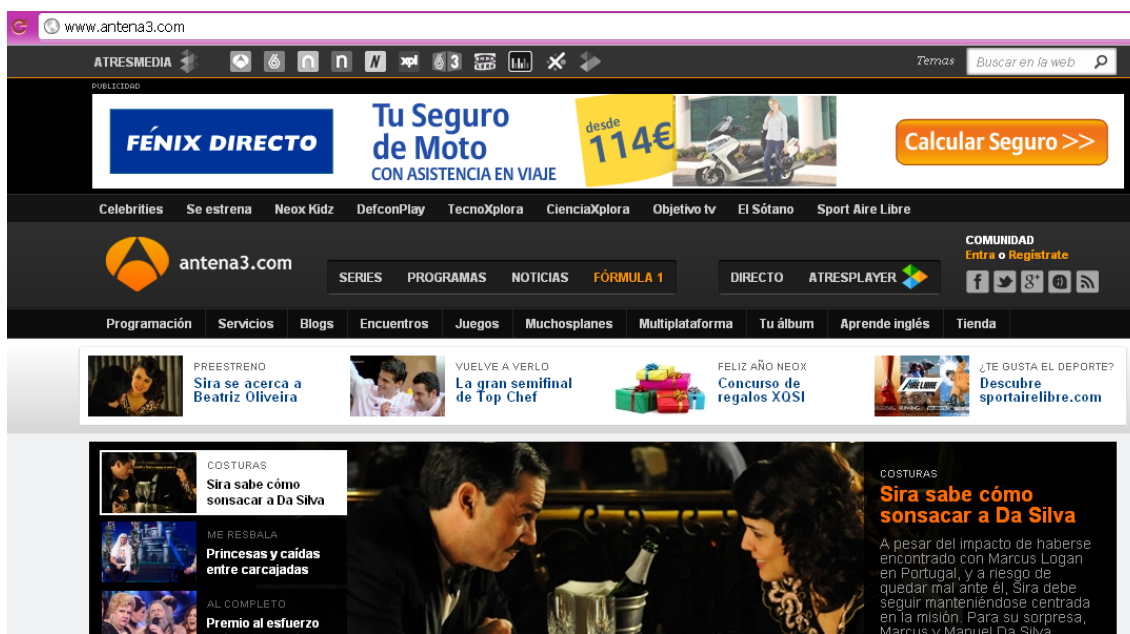 www.antena3.com
ATRESMEDIA
Temas
Buscar en la web
PUBLICIDAD
FÉNIX DIRECTO
Tu Seguro
de Moto
CON ASISTENCIA EN VIAJE
desde
114€
Calcular Seguro >>
Celebrities Se estrena Neox Kidz DefconPlay TecnoXplora CienciaXplora Objetivo tv El Sótano Sport Aire Libre
antena3.com
SERIES PROGRAMAS NOTICIAS FÓRMULA 1
DIRECTO ATRESPLAYER
COMUNIDAD
Entra o Regístrate
Programación Servicios Blogs Encuentros Juegos Muchosplanes Multiplataforma Tu álbum Aprende inglés Tienda
PREESTRENO
Sira se acerca a
Beatriz Oliveira
VUELVE A VERLO
La gran semifinal
de Top Chef
FELIZ AÑO NEOX
Concurso de
regalos XQSI
AIRE LIBRE
¿TE GUSTA EL DEPORTE?
Descubre
sportairelibre.com
COSTURAS
Sira sabe cómo
sonsacar a Da Silva
ME RESBALA
Princesas y caídas
entre carcajadas
AL COMPLETO
Premio al esfuerzo
COSTURAS
Sira sabe cómo
sonsacar a Da Silva
A pesar del impacto de haberse
encontrado con Marcus Logan
en Portugal, y a riesgo de
quedar mal ante él, Sira debe
seguir manteniéndose centrada
en la misión. Para su sorpresa,
Marcus y Manuel Da Silva